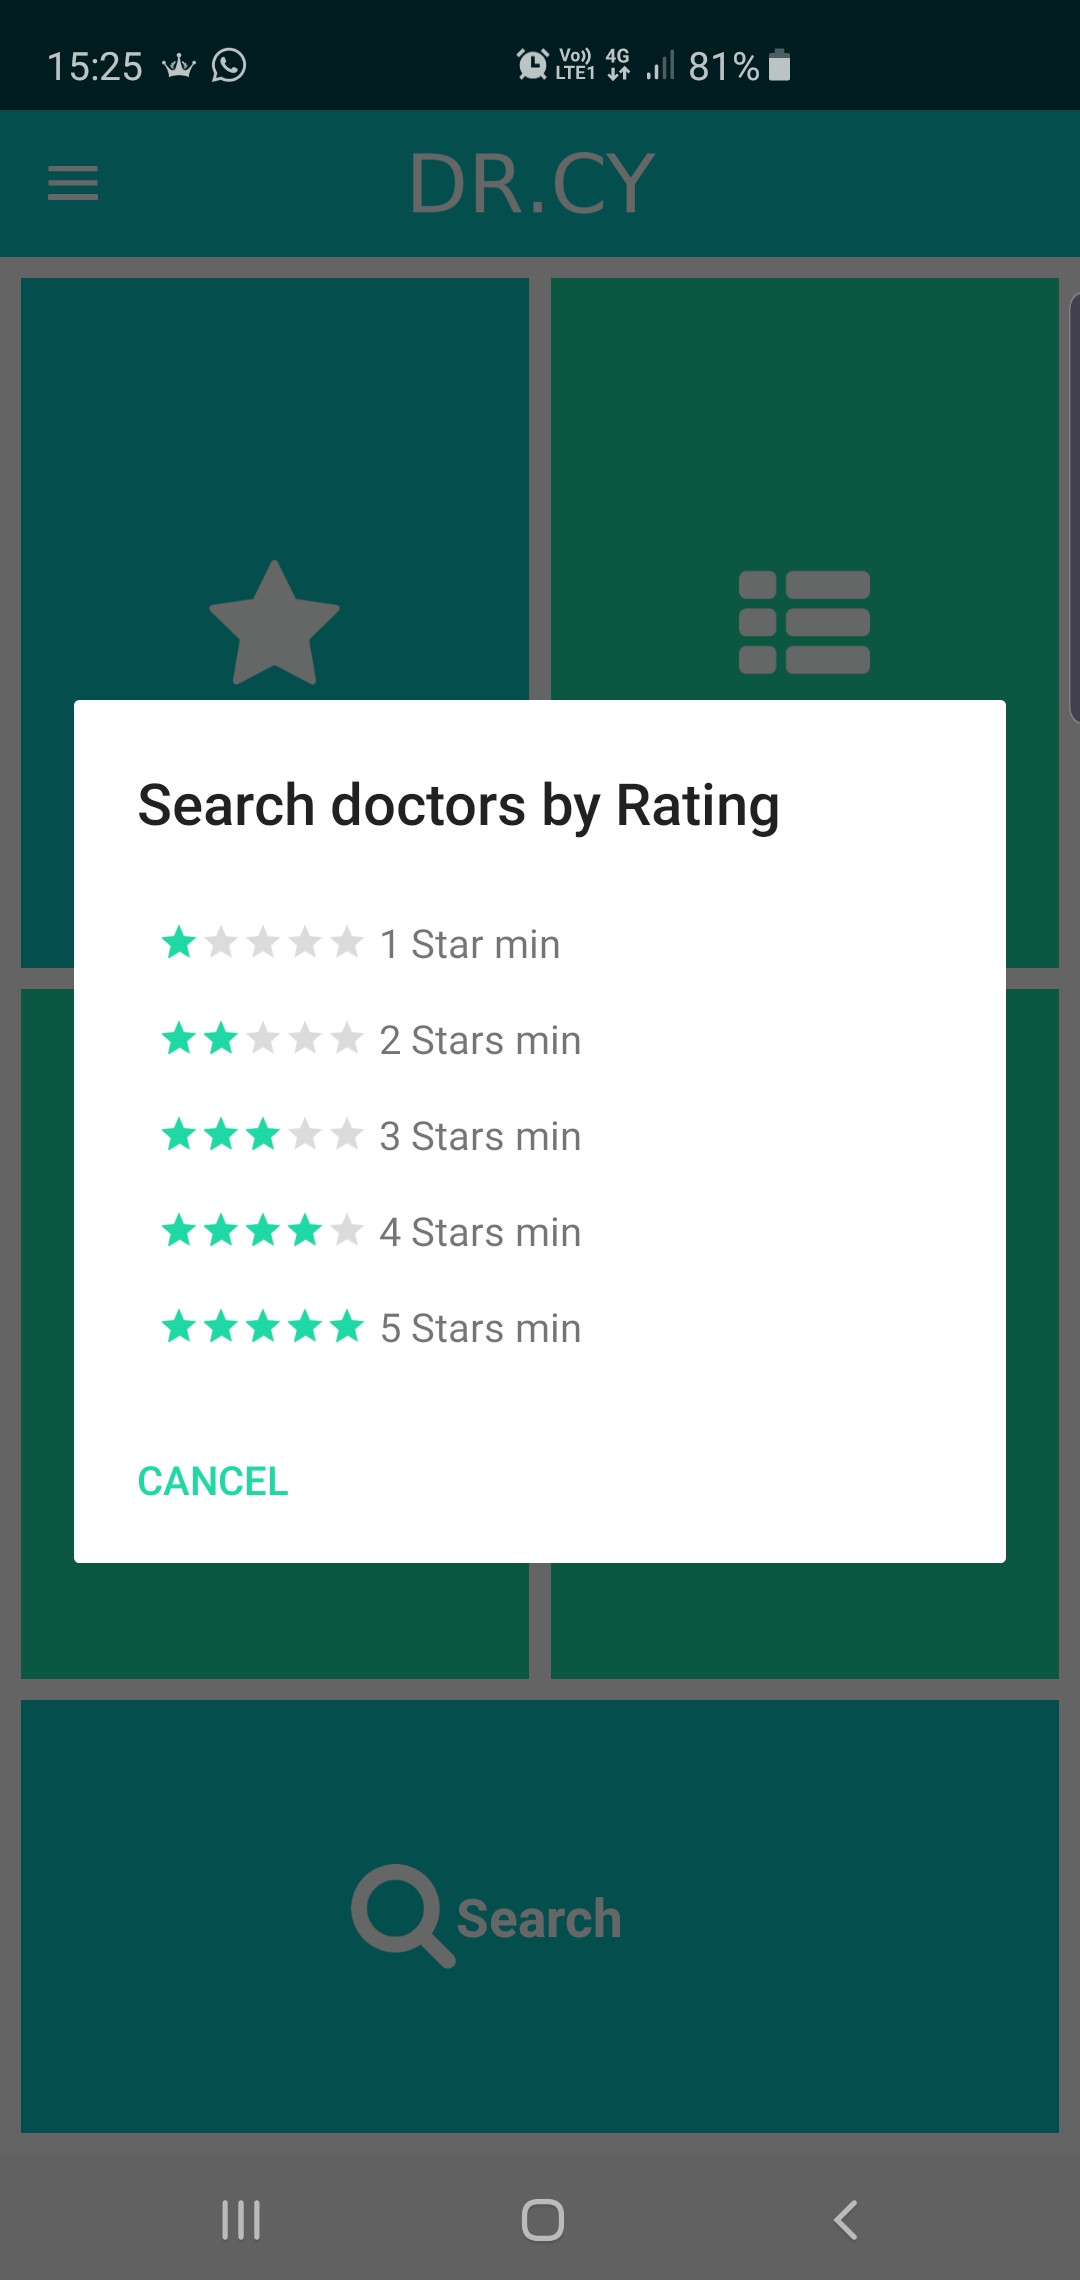 15:25 Vo)) LTE1 4G 81%
DR.CY
Search doctors by Rating
1 Star min
2 Stars min
3 Stars min
4 Stars min
5 Stars min
CANCEL
Search